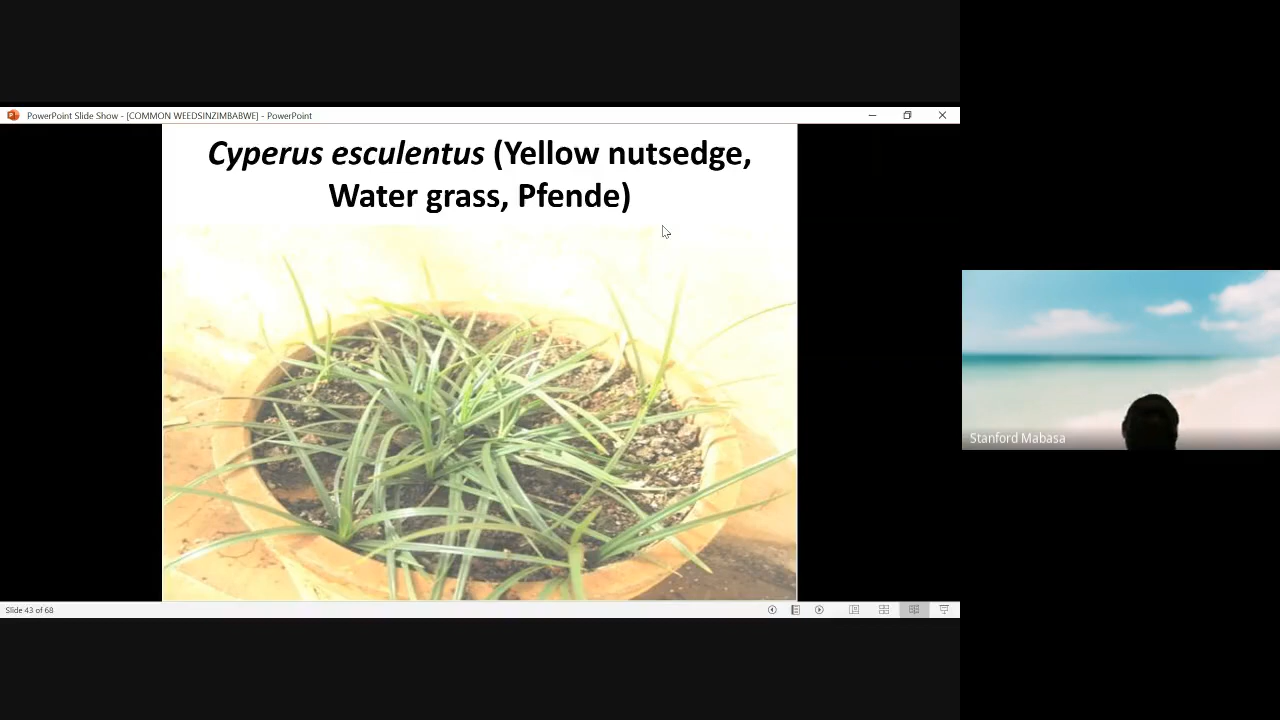 PowerPoint Slide Show - [COMMON WEEDSINZIMBABWE] - PowerPoint
Cyperus esculentus (Yellow nutsedge,
Water grass, Pfende)
Stanford Mabasa
Slide 43 of 68